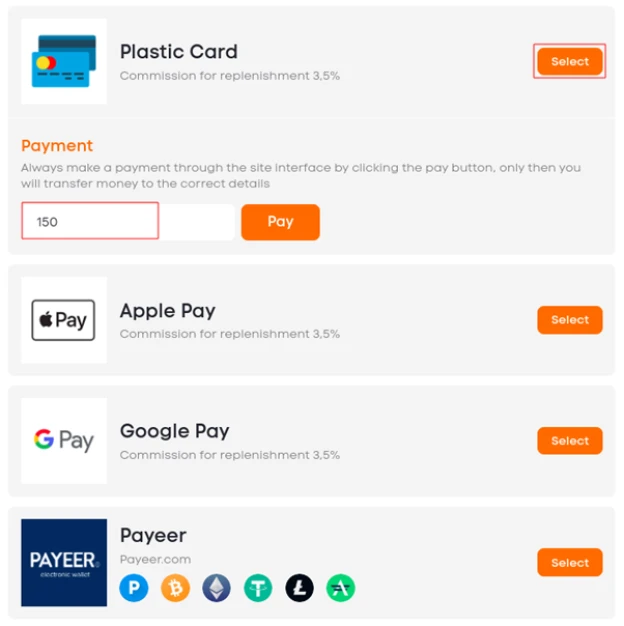 Plastic Card
Commission for replenishment 3,5%
Select
Payment
Always make a payment through the site interface by clicking the pay button, only then you
will transfer money to the correct details
150
Pay
Pay
Apple Pay
Commission for replenishment 3,5%
Select
G Pay
Google Pay
Commission for replenishment 3,5%
Select
PAYEER
electronic wallet
Payeer
Payeer.com
Select